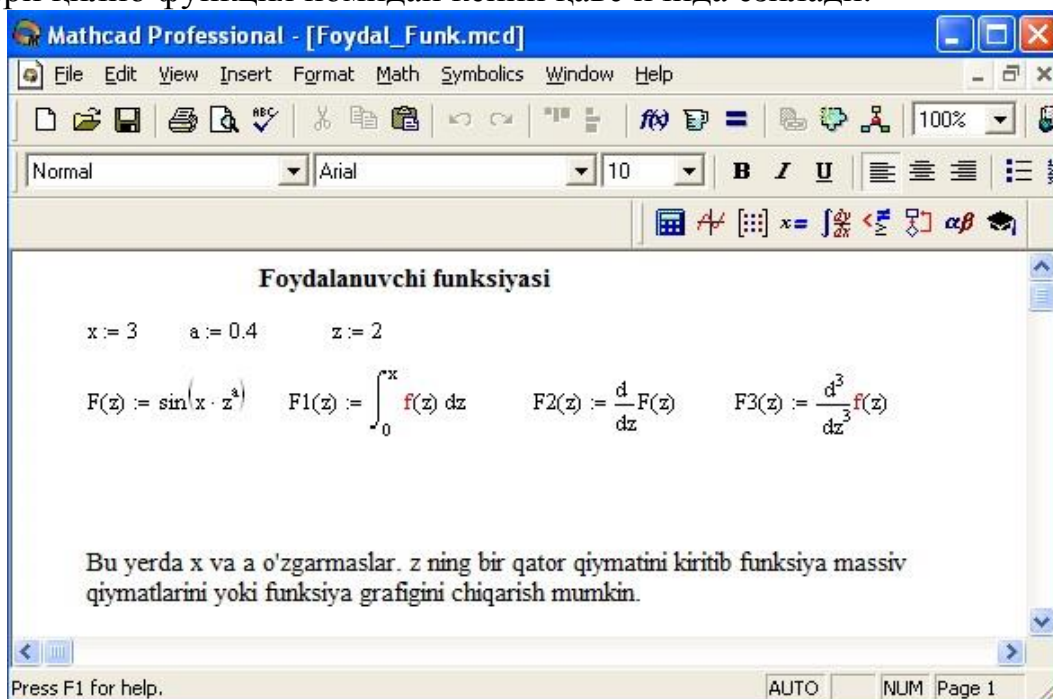 Mathcad Professional - [Foydal_Funk.mcd]
File Edit View Insert Format Math Symbolics Window Help
100%
Normal Arial 10 B I U
Foydalanuvchi funksiyasi
x := 3 a := 0.4 z := 2
F(z) := sin(x · z^a) F1(z) := ∫_0^x f(z) dz F2(z) := d/dz F(z) F3(z) := d^3/dz^3 f(z)
Bu yerda x va a o'zgarmaslar. z ning bir qator qiymatini kiritib funksiya massiv
qiymatlarini yoki funksiya grafigini chiqarish mumkin.
Press F1 for help. AUTO NUM Page 1